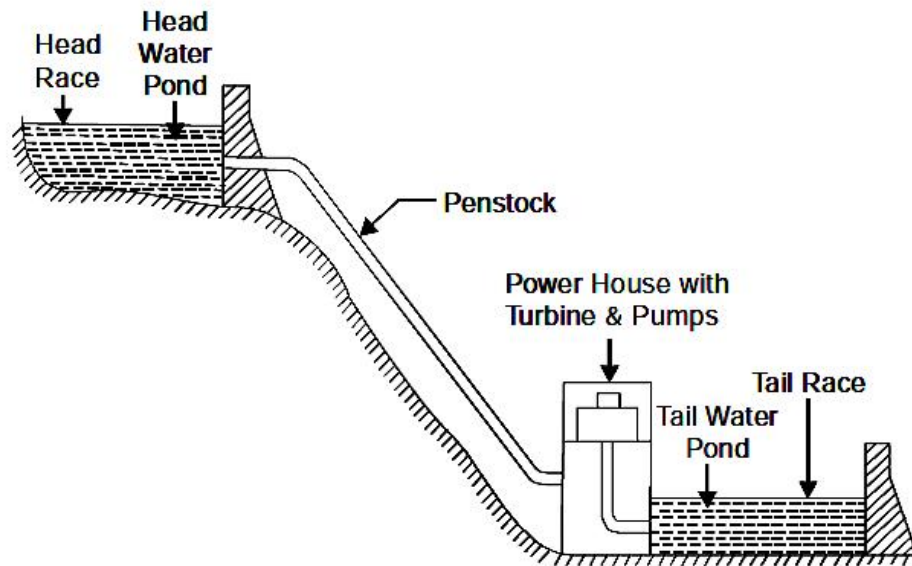 Head
Race
Head
Water
Pond
Penstock
Power House with
Turbine & Pumps
Tail Race
Tail Water
Pond